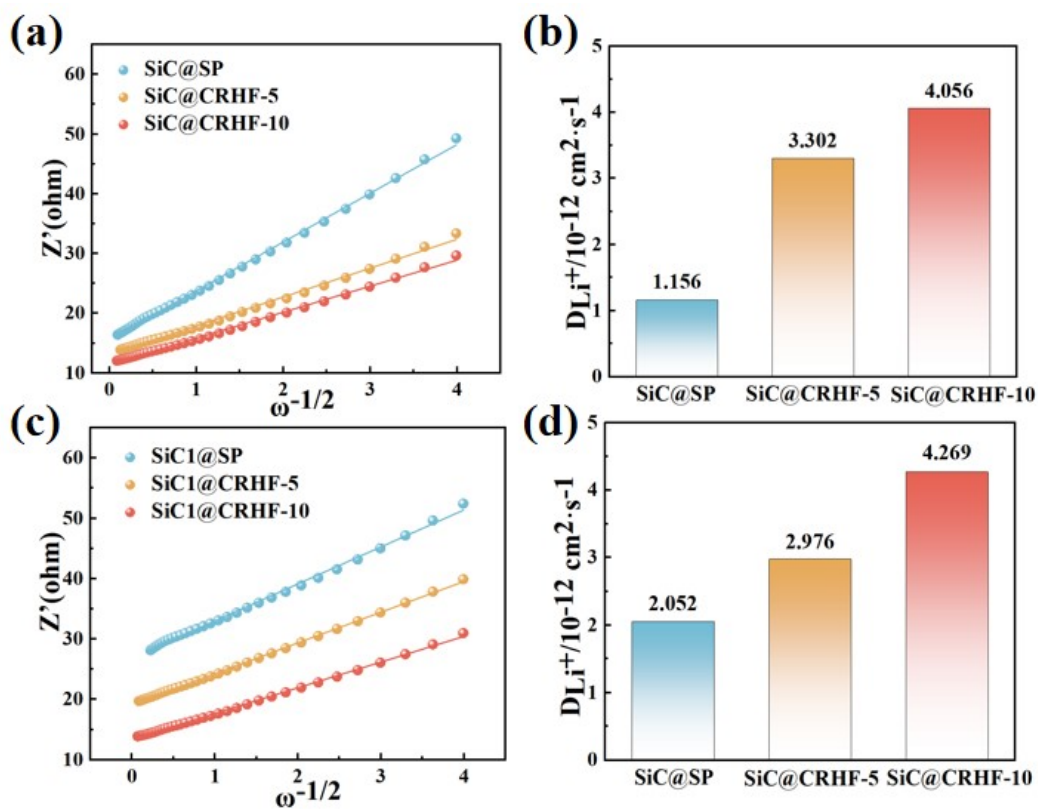 (a)
60
50
40
30
20
10
Z’(ohm)
SiC@SP
SiC@CRHF-5
SiC@CRHF-10
0 1 2 3 4
ω-1/2
(b)
5
4
3
2
1
0
DLi+/10-12 cm2·s-1
1.156
3.302
4.056
SiC@SP SiC@CRHF-5 SiC@CRHF-10
(c)
60
50
40
30
20
10
Z’(ohm)
SiC1@SP
SiC1@CRHF-5
SiC1@CRHF-10
0 1 2 3 4
ω-1/2
(d)
5
4
3
2
1
0
DLi+/10-12 cm2·s-1
2.052
2.976
4.269
SiC@SP SiC@CRHF-5 SiC@CRHF-10